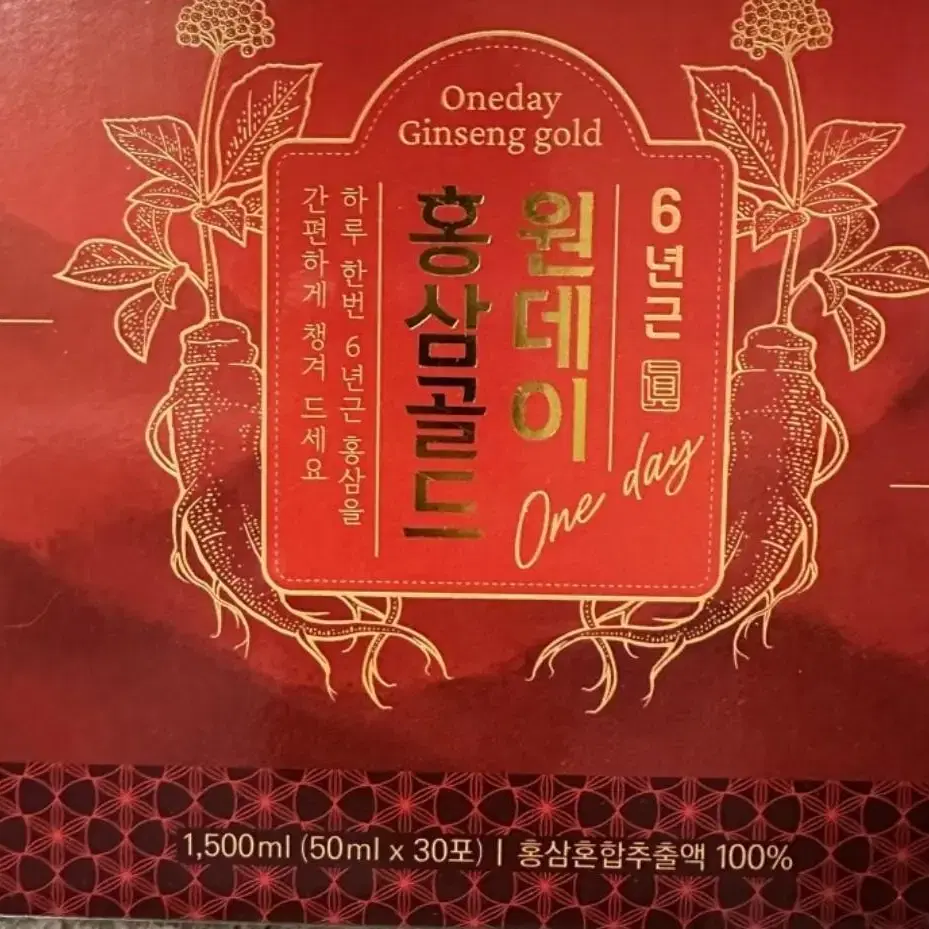 Oneday
Ginseng gold
6년근 眞
원데이
One day
홍삼골드
하루 한번 6년근 홍삼을
간편하게 챙겨 드세요
1,500ml (50ml x 30포) | 홍삼혼합추출액 100%